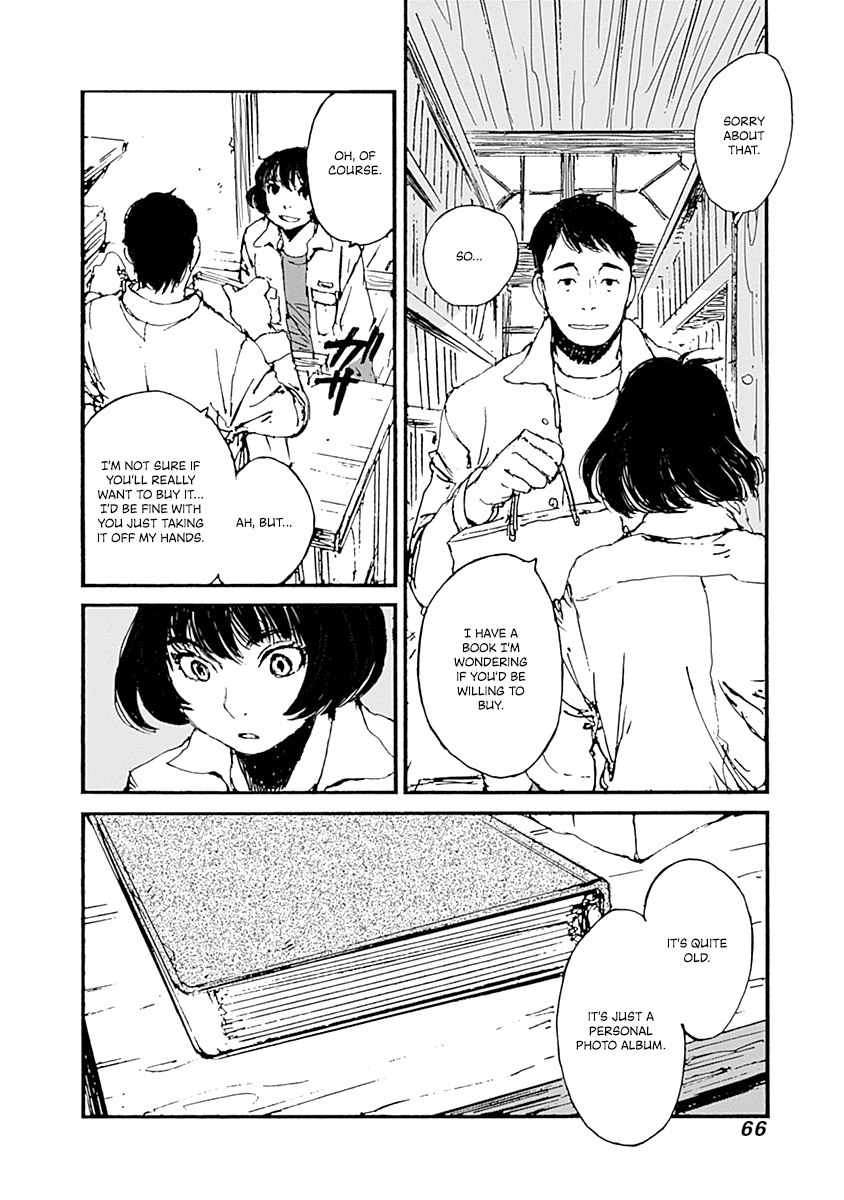 SORRY
ABOUT
THAT.
SO...
I HAVE A
BOOK I'M
WONDERING
IF YOU'D BE
WILLING TO
BUY.
OH, OF
COURSE.
ガ
サ
AH, BUT...
I'M NOT SURE IF
YOU'LL REALLY
WANT TO BUY IT...
I'D BE FINE WITH
YOU JUST TAKING
IT OFF MY HANDS.
IT'S QUITE
OLD.
IT'S JUST A
PERSONAL
PHOTO ALBUM.
66